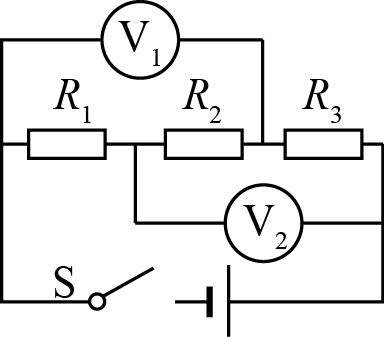 V₁
R₁ R₂ R₃
V₂
S